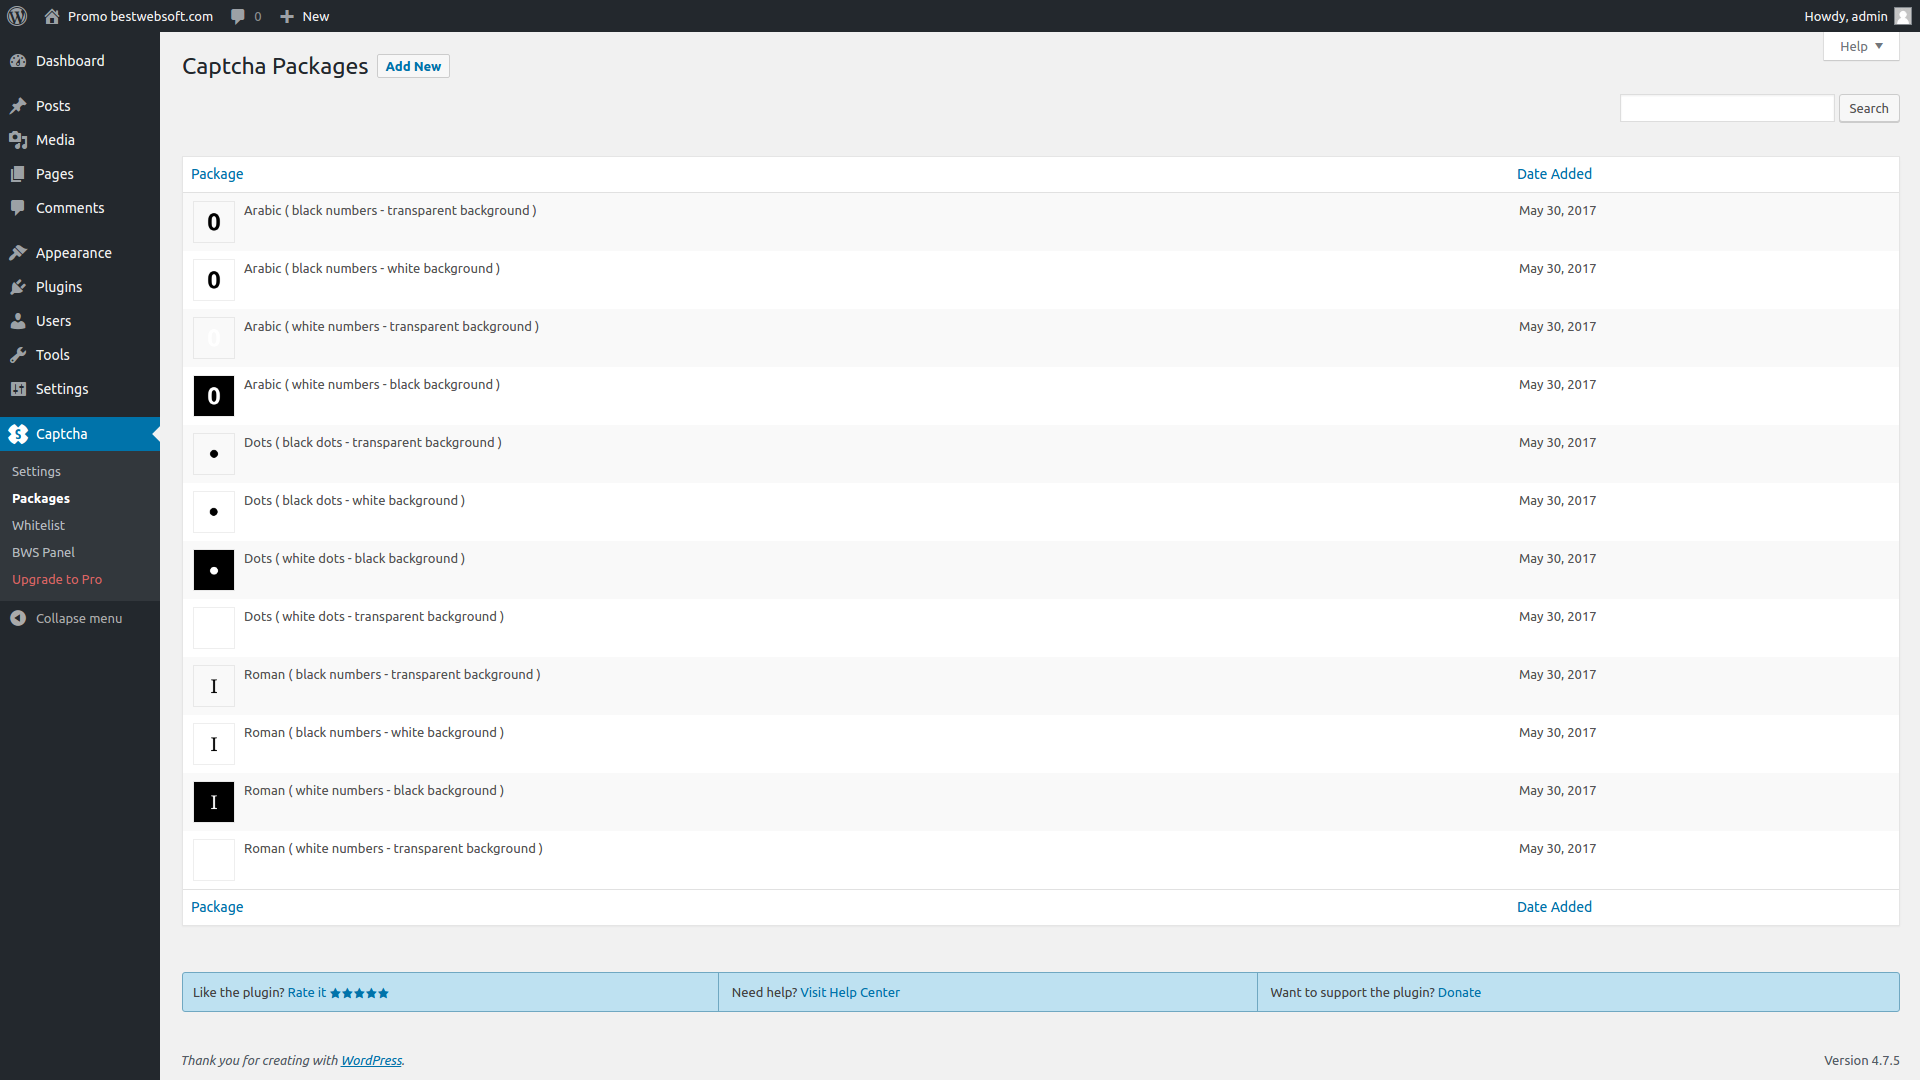 Promo bestwebsoft.com 0 New Howdy, admin
Help
Dashboard
Posts
Media
Pages
Comments
Appearance
Plugins
Users
Tools
Settings
Captcha
Settings
Packages
Whitelist
BWS Panel
Upgrade to Pro
Collapse menu
Captcha Packages Add New
Search
Package Date Added
0 Arabic ( black numbers - transparent background ) May 30, 2017
0 Arabic ( black numbers - white background ) May 30, 2017
0 Arabic ( white numbers - transparent background ) May 30, 2017
0 Arabic ( white numbers - black background ) May 30, 2017
Dots ( black dots - transparent background ) May 30, 2017
Dots ( black dots - white background ) May 30, 2017
Dots ( white dots - black background ) May 30, 2017
Dots ( white dots - transparent background ) May 30, 2017
I Roman ( black numbers - transparent background ) May 30, 2017
I Roman ( black numbers - white background ) May 30, 2017
I Roman ( white numbers - black background ) May 30, 2017
Roman ( white numbers - transparent background ) May 30, 2017
Package Date Added
Like the plugin? Rate it ★★★★★ Need help? Visit Help Center Want to support the plugin? Donate
Thank you for creating with WordPress. Version 4.7.5